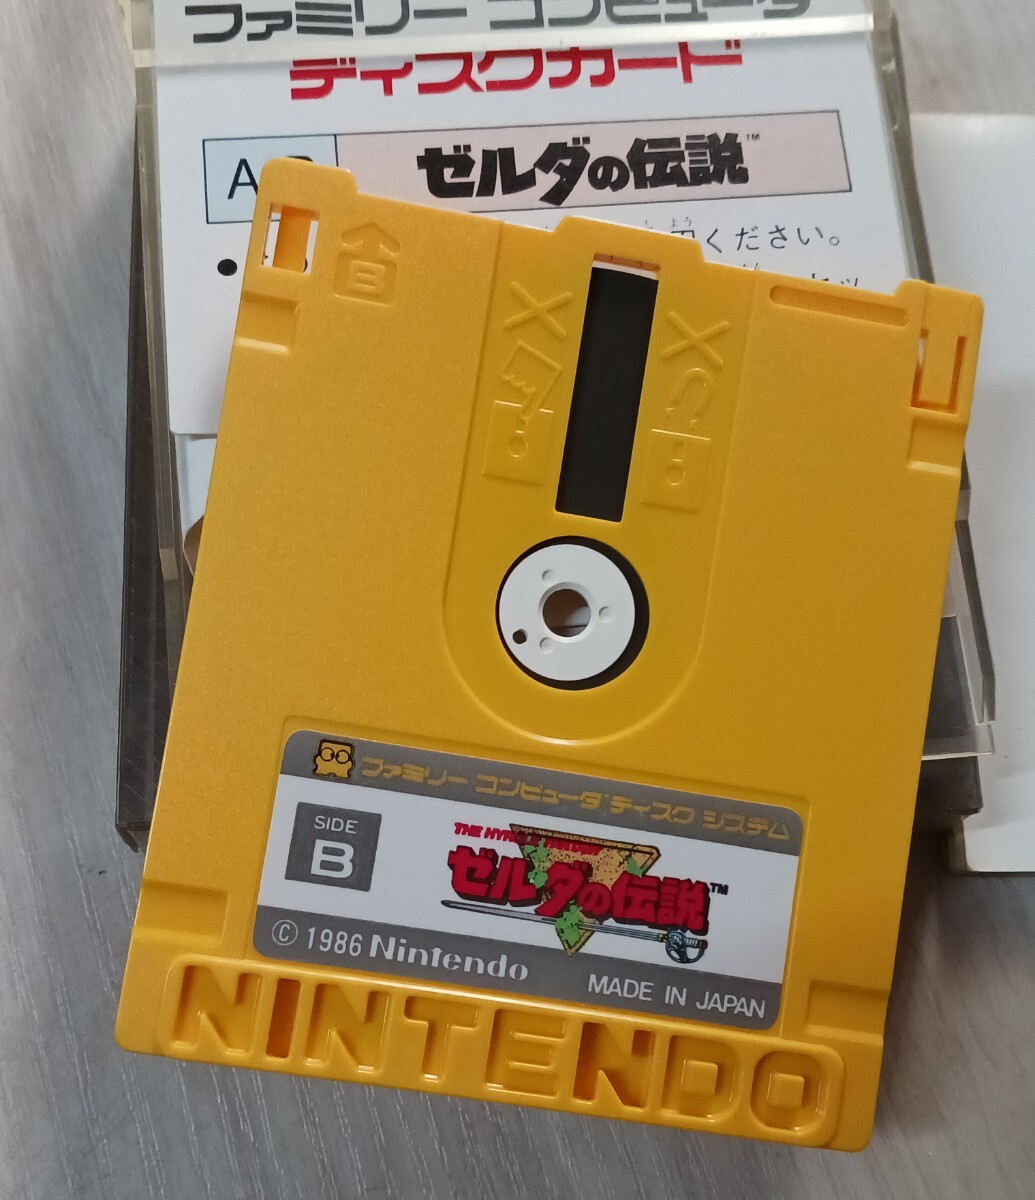 ファミリー コンピュータ
ディスクカード
A
ゼルダの伝説™
ください。
B
ファミリー コンピュータ ディスク システム
SIDE
B
THE HYRULE FANTASY
ゼルダの伝説™
© 1986 Nintendo
MADE IN JAPAN
NINTENDO